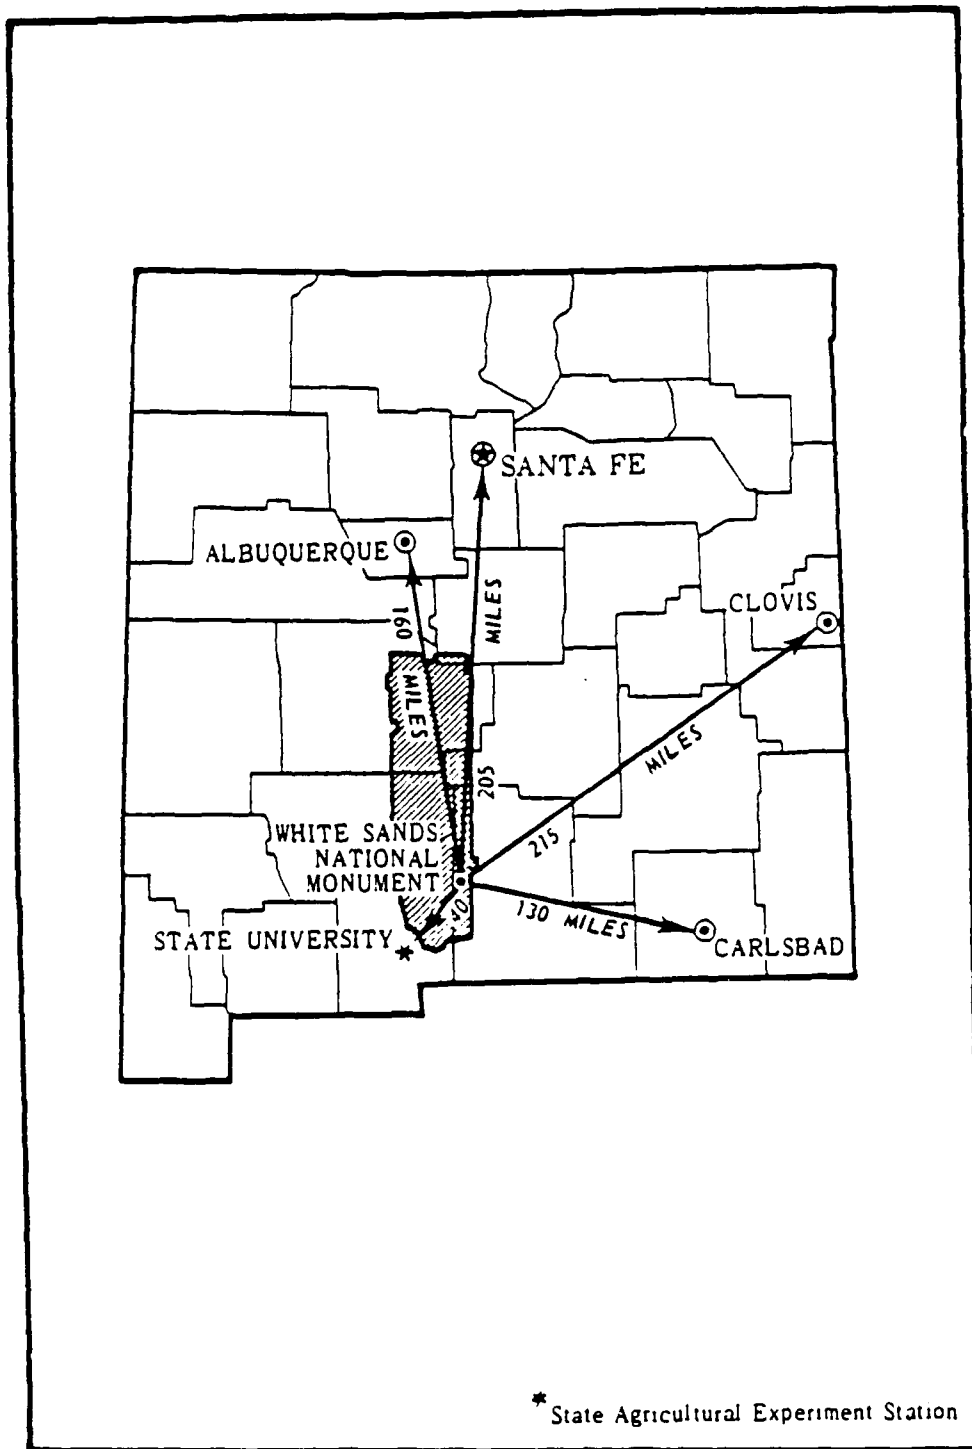 SANTA FE
ALBUQUERQUE
MILES
CLOVIS
160
MILES
MILES
205
WHITE SANDS
NATIONAL
MONUMENT
215
40
130 MILES
STATE UNIVERSITY
*
CARLSBAD
* State Agricultural Experiment Station